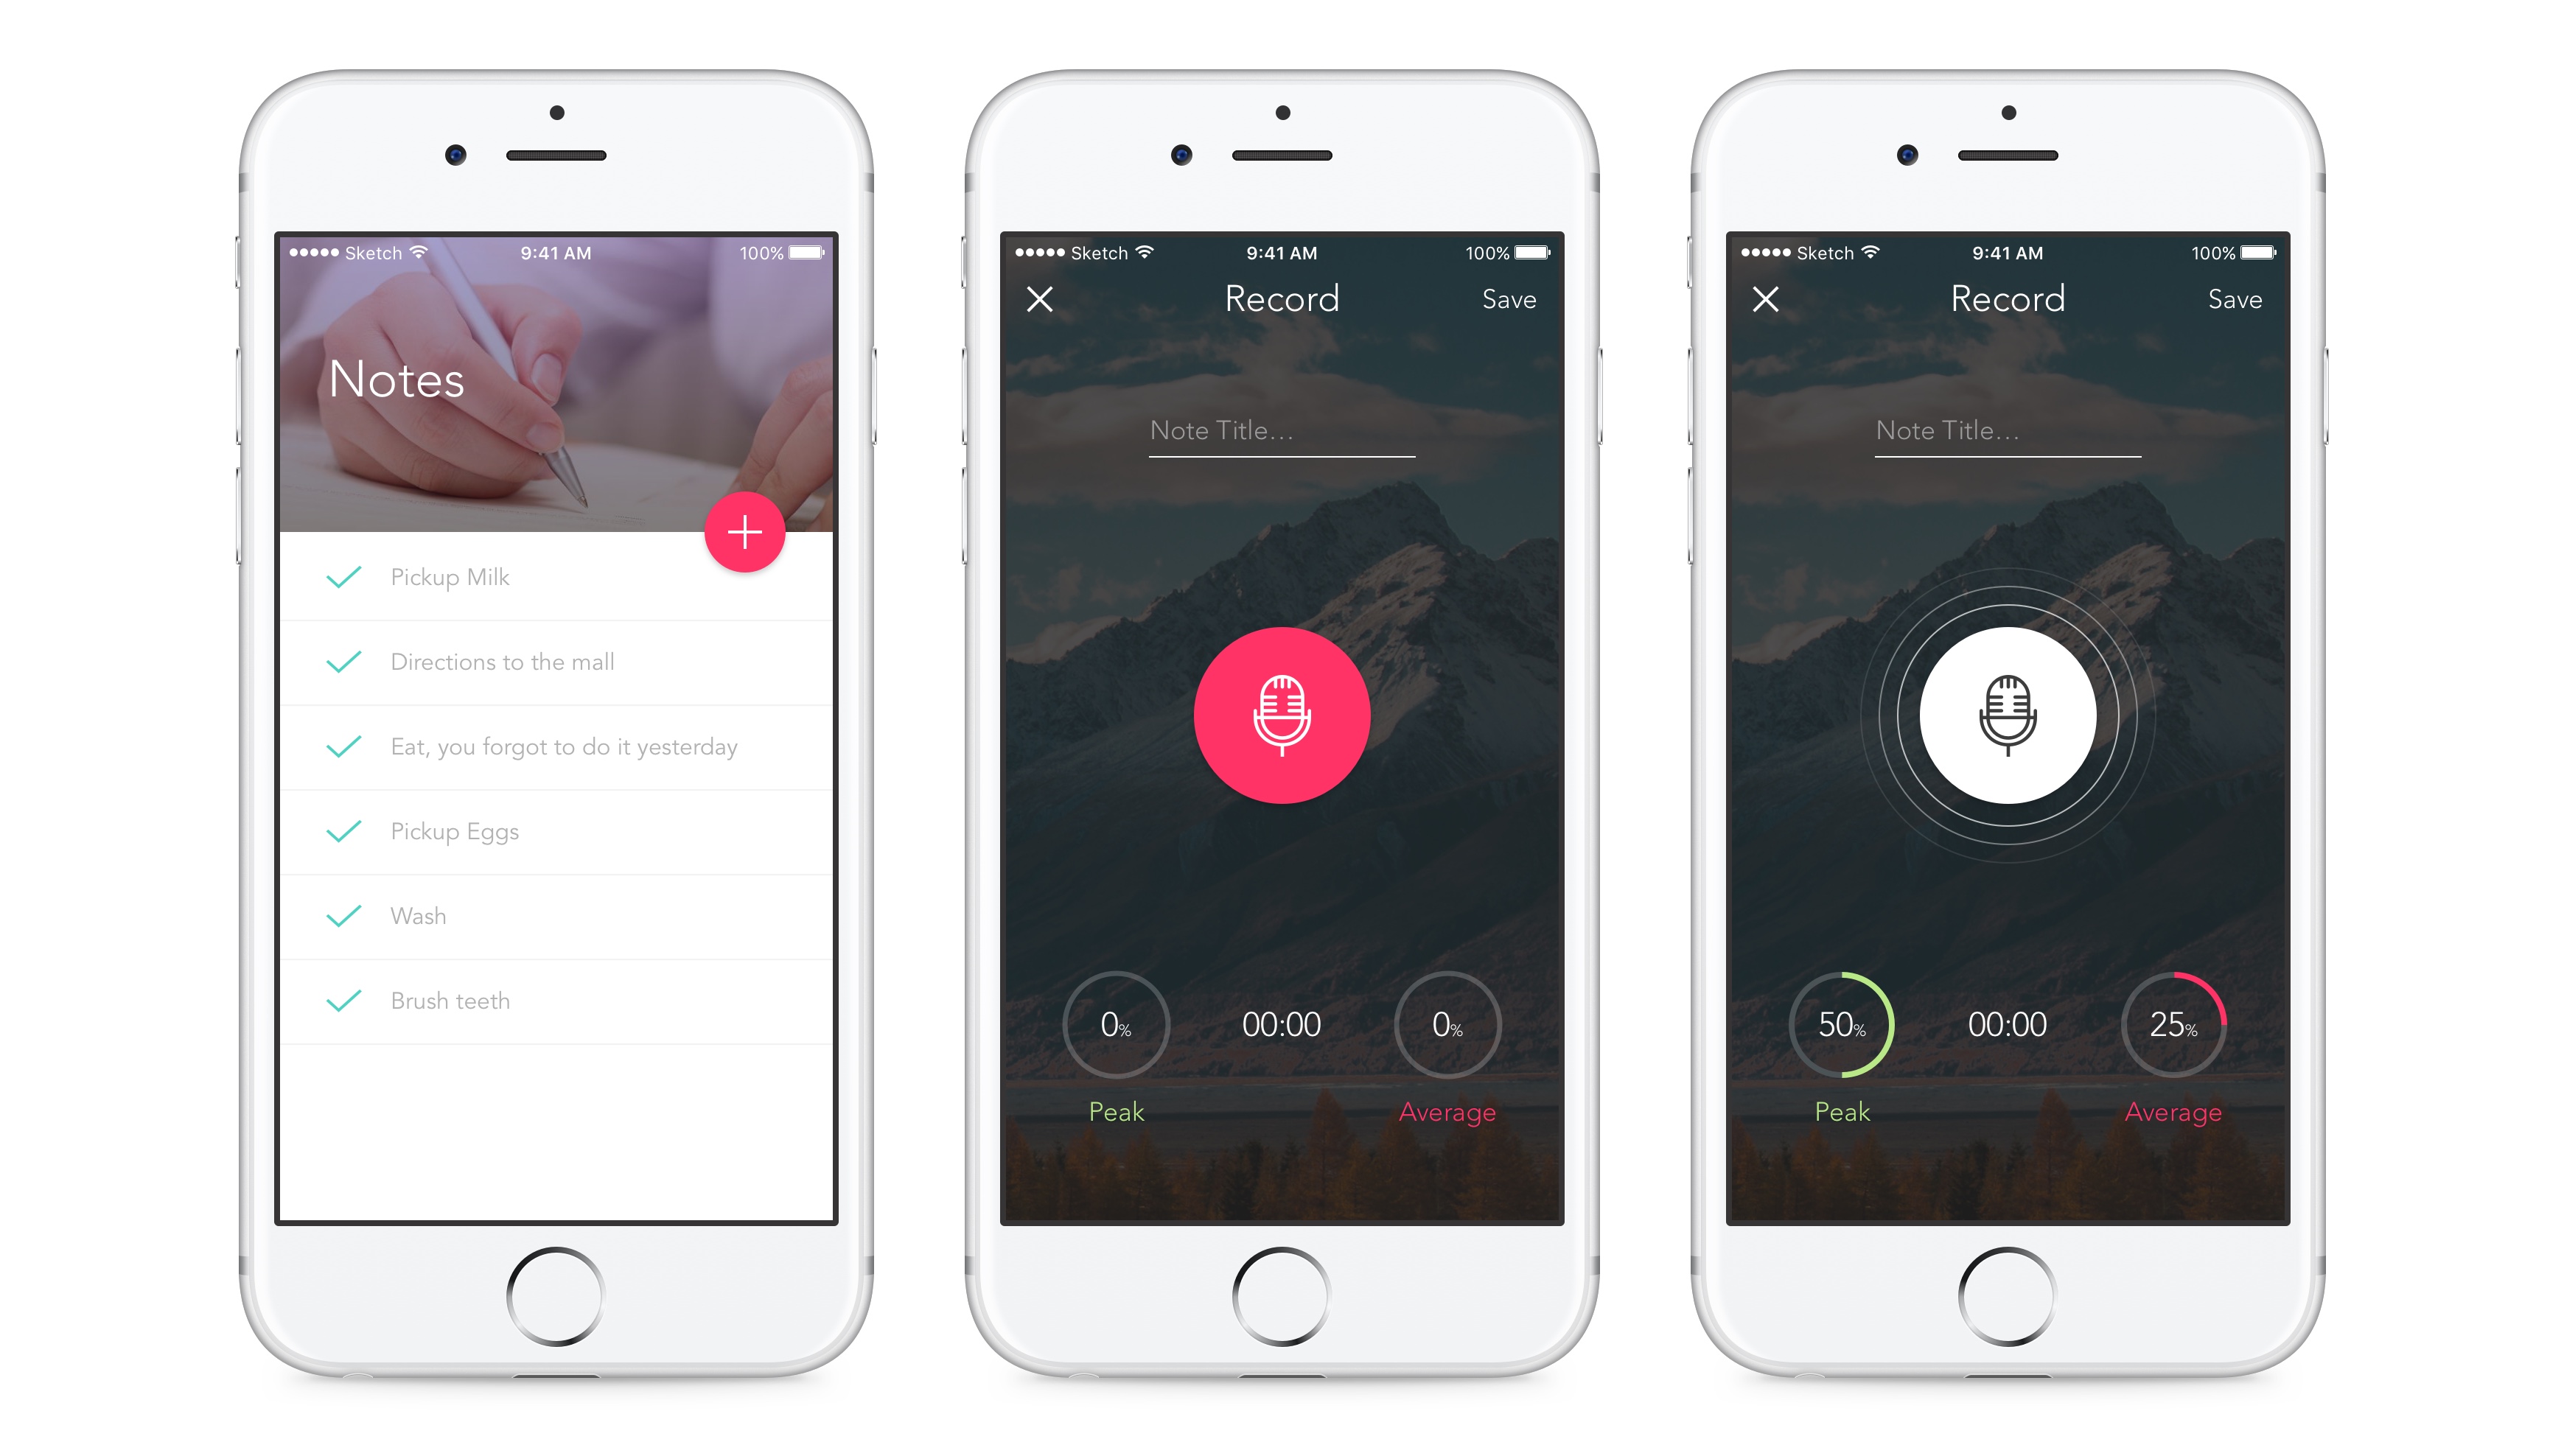 Sketch 9:41 AM 100%
Notes
Pickup Milk
Directions to the mall
Eat, you forgot to do it yesterday
Pickup Eggs
Wash
Brush teeth
Sketch 9:41 AM 100%
Record Save
Note Title...
0% 00:00 0%
Peak Average
Sketch 9:41 AM 100%
Record Save
Note Title...
50% 00:00 25%
Peak Average